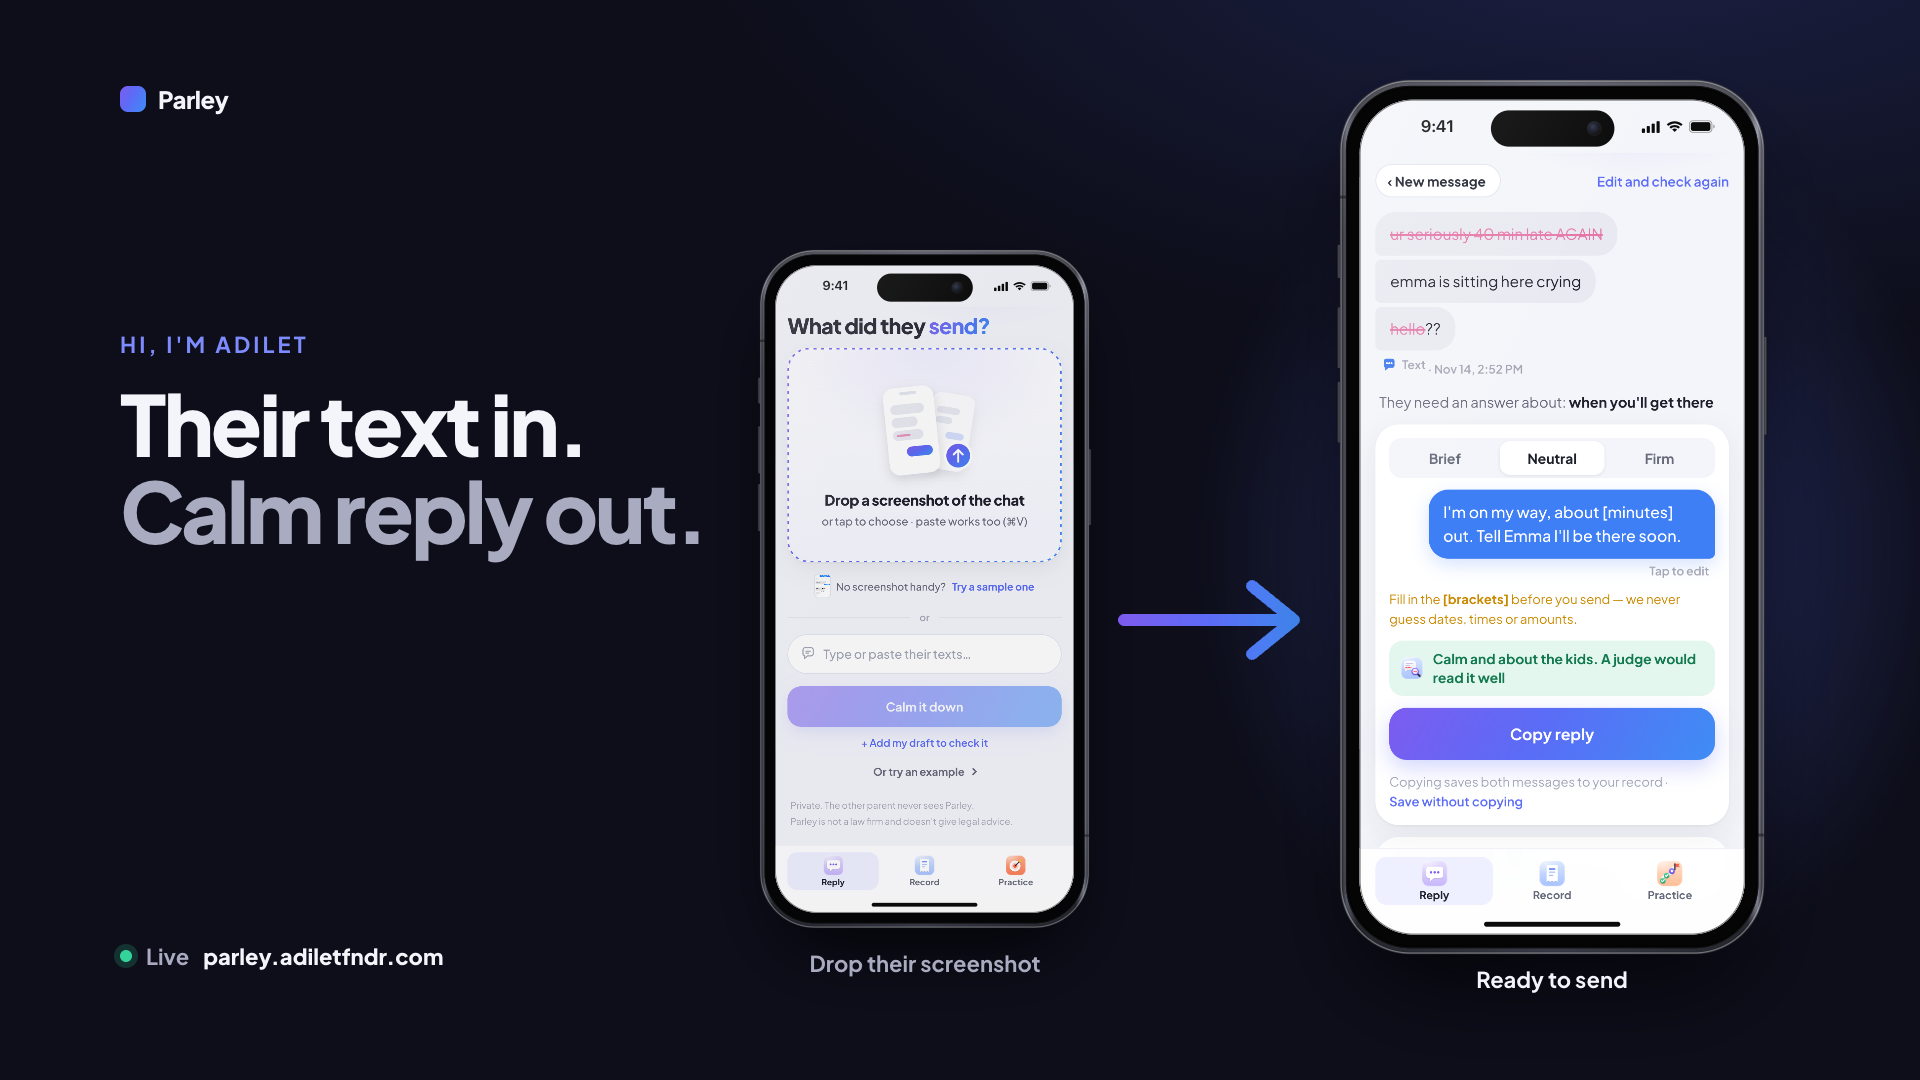 Parley
HI, I'M ADILET
Their text in.
Calm reply out.
Live parley.adiletfndr.com
9:41
What did they send?
Drop a screenshot of the chat
or tap to choose · paste works too (⌘V)
No screenshot handy? Try a sample one
or
Type or paste their texts...
Calm it down
+ Add my draft to check it
Or try an example >
Private. The other parent never sees Parley.
Parley is not a law firm and doesn't give legal advice.
Reply Record Practice
Drop their screenshot
9:41
‹ New message Edit and check again
ur seriously 40 min late AGAIN
emma is sitting here crying
hello??
Text · Nov 14, 2:52 PM
They need an answer about: when you'll get there
Brief Neutral Firm
I'm on my way, about [minutes]
out. Tell Emma I'll be there soon.
Tap to edit
Fill in the [brackets] before you send — we never
guess dates, times or amounts.
Calm and about the kids. A judge would
read it well
Copy reply
Copying saves both messages to your record ·
Save without copying
Reply Record Practice
Ready to send